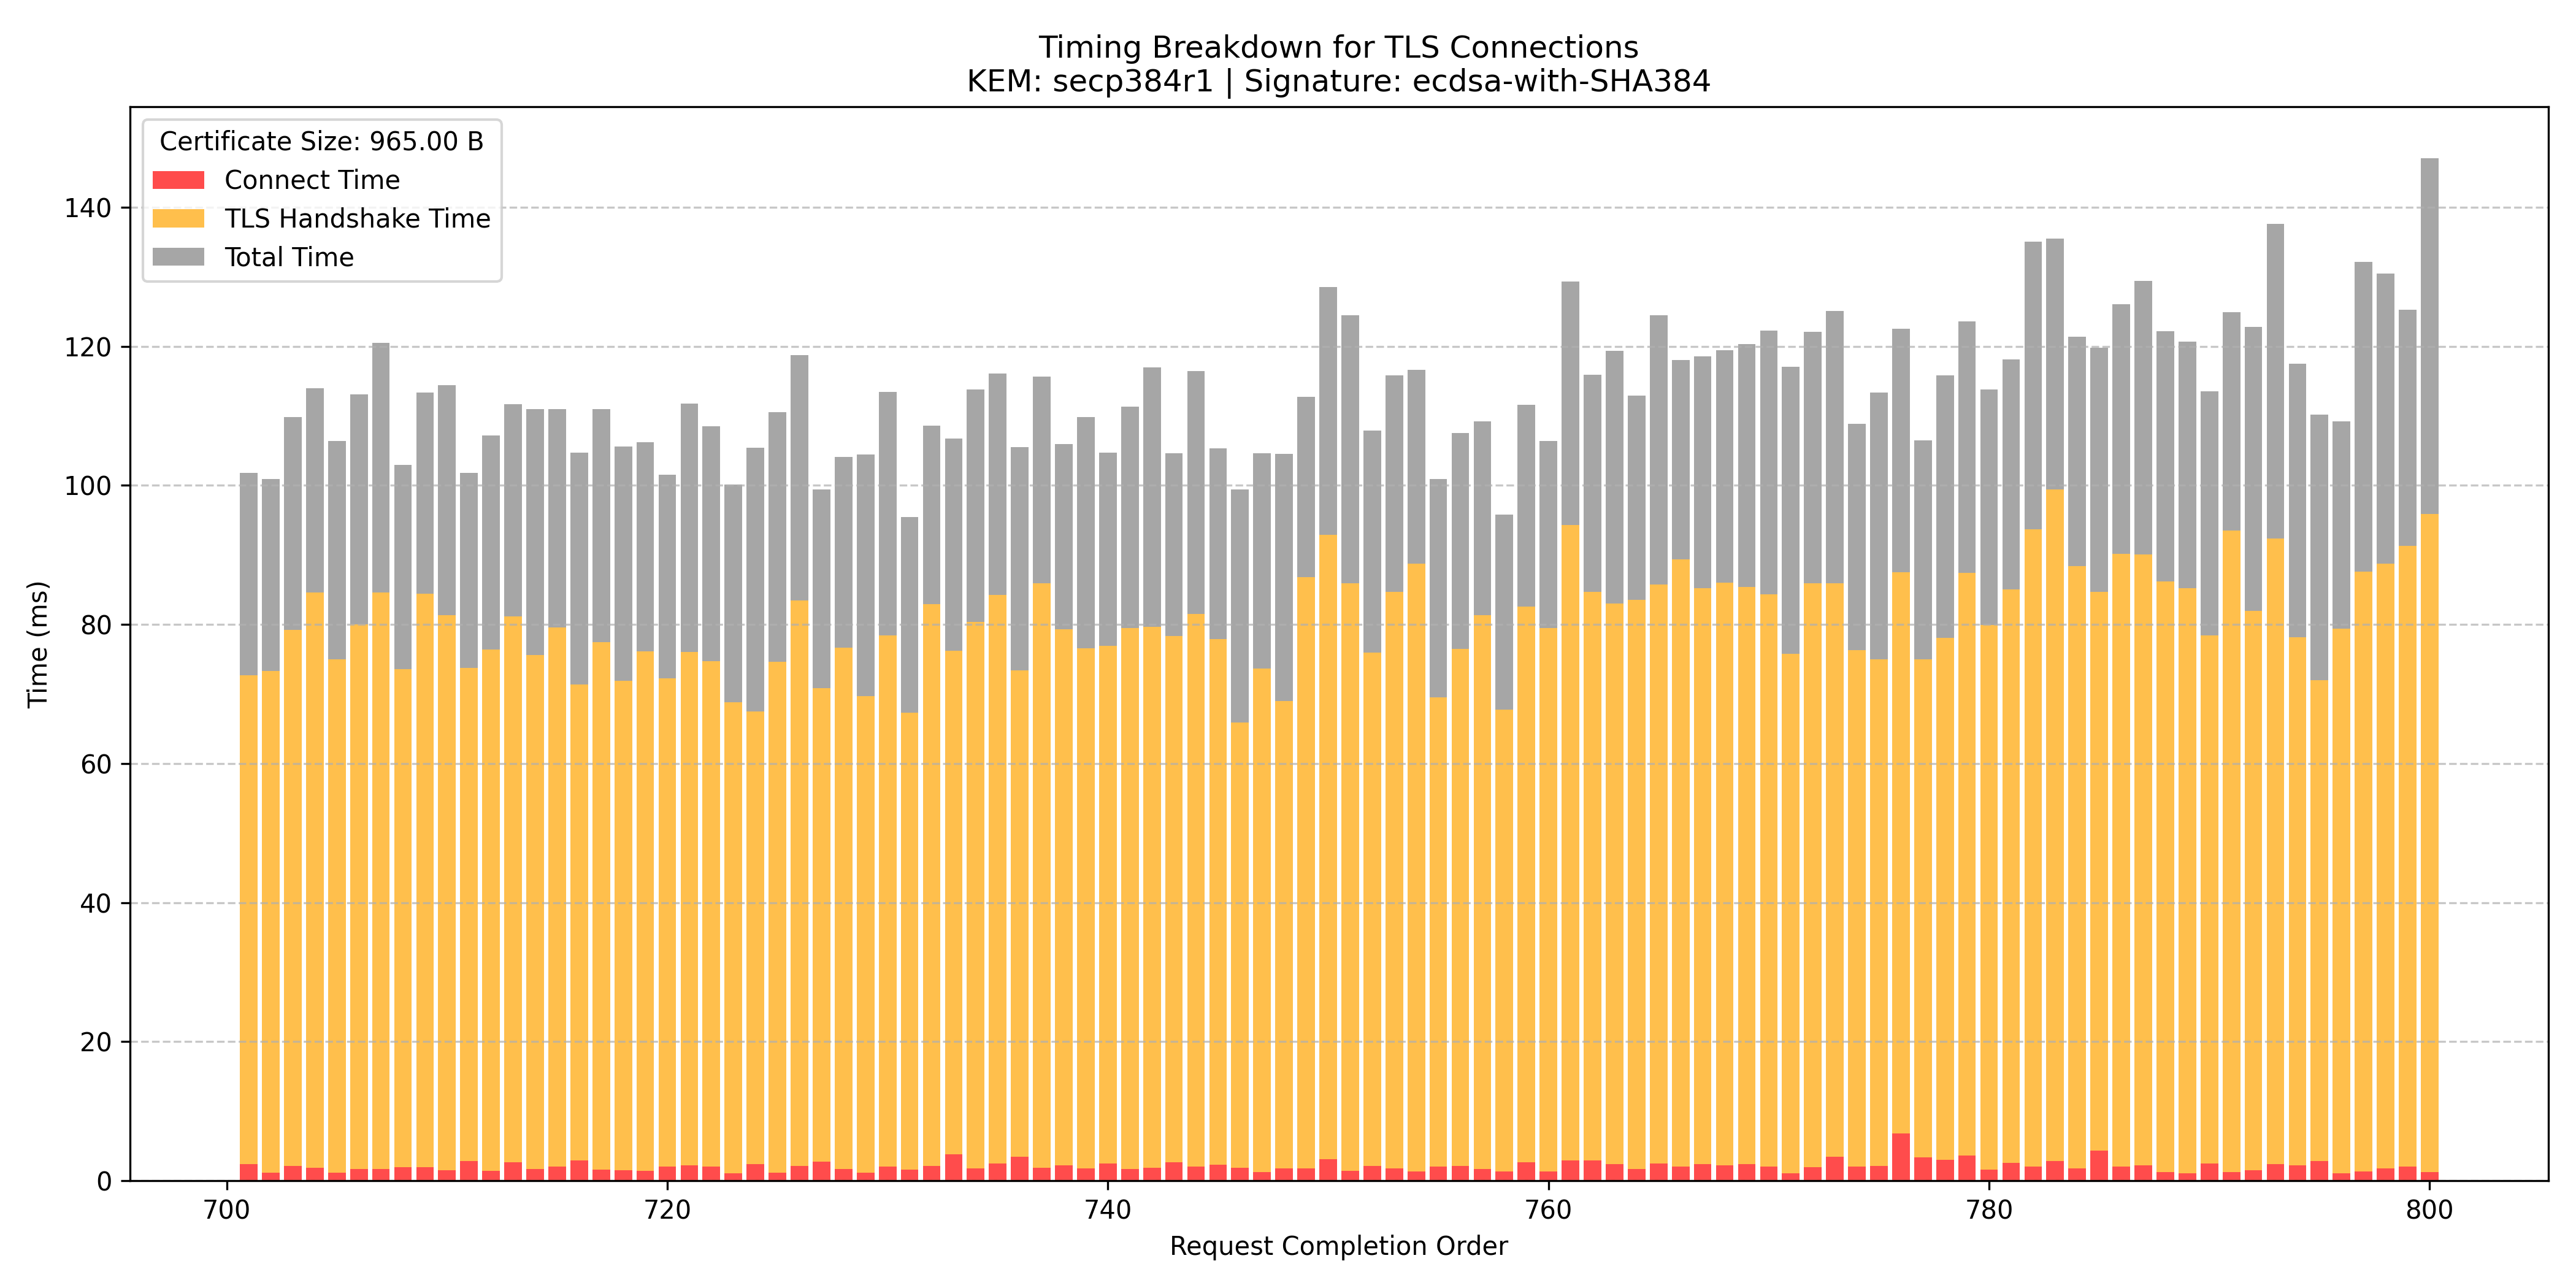 Timing Breakdown for TLS Connections
KEM: secp384r1 | Signature: ecdsa-with-SHA384
Certificate Size: 965.00 B
Connect Time
TLS Handshake Time
Total Time
Time (ms)
140
120
100
80
60
40
20
0
700 720 740 760 780 800
Request Completion Order